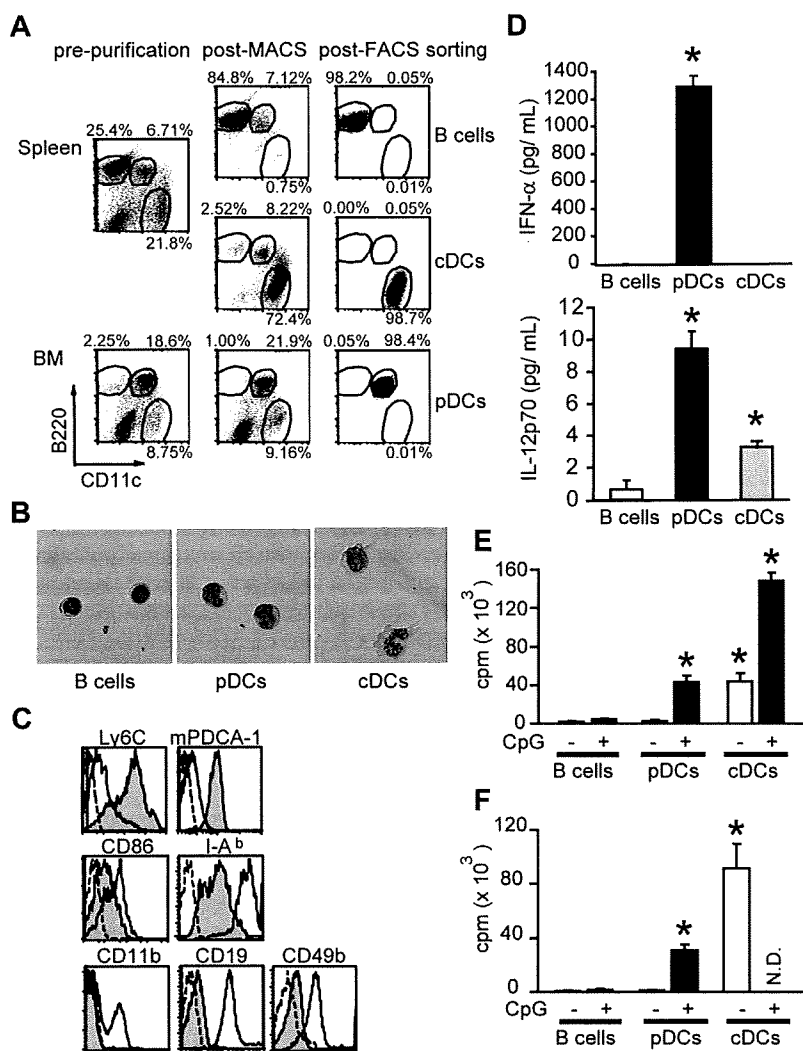 A
pre-purification post-MACS post-FACS sorting
84.8% 7.12% 98.2% 0.05%
25.4% 6.71%
Spleen
B cells
0.75% 0.01%
2.52% 8.22% 0.00% 0.05%
21.8%
cDCs
72.4% 98.7%
2.25% 18.6% 1.00% 21.9% 0.05% 98.4%
BM
pDCs
B220
8.75% 9.16% 0.01%
CD11c
B
B cells pDCs cDCs
C
Ly6C mPDCA-1
CD86 I-Ab
CD11b CD19 CD49b
D
*
1400
1200
1000
800
600
400
200
0
IFN-α (pg/ mL)
B cells pDCs cDCs
*
*
12
10
8
6
4
2
0
IL-12p70 (pg/ mL)
B cells pDCs cDCs
E
160
120
80
40
0
cpm (x 10³)
* * *
CpG - + - + - +
B cells pDCs cDCs
F
120
80
40
0
cpm (x 10³)
* *
N.D.
CpG - + - + - +
B cells pDCs cDCs